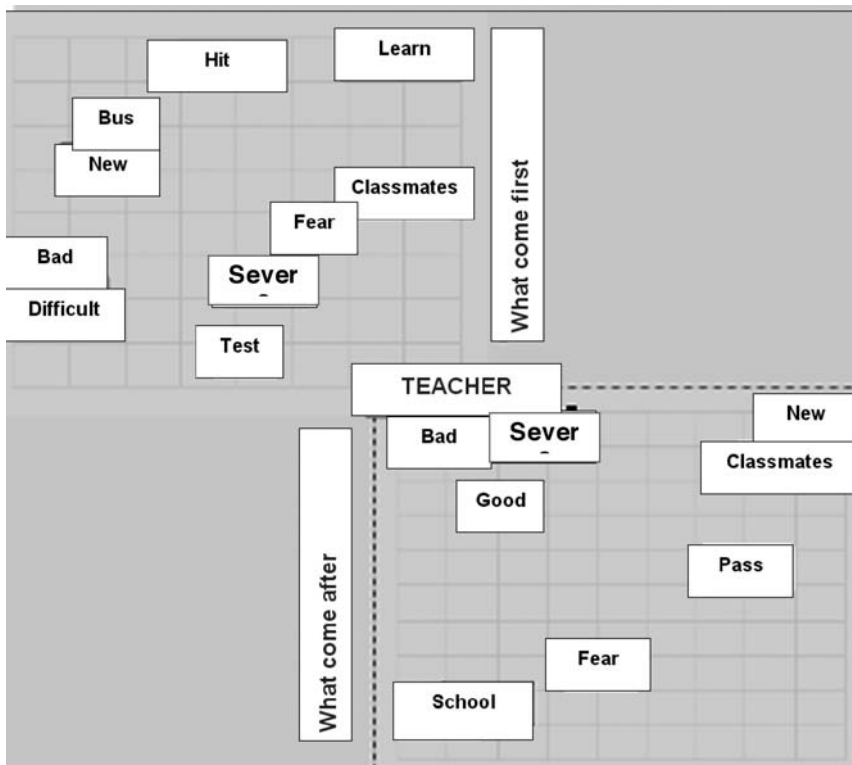 Hit
Learn
Bus
New
Classmates
Fear
Bad
Sever
Difficult
Test
What come first
TEACHER
New
Bad
Sever
Classmates
Good
Pass
Fear
School
What come after